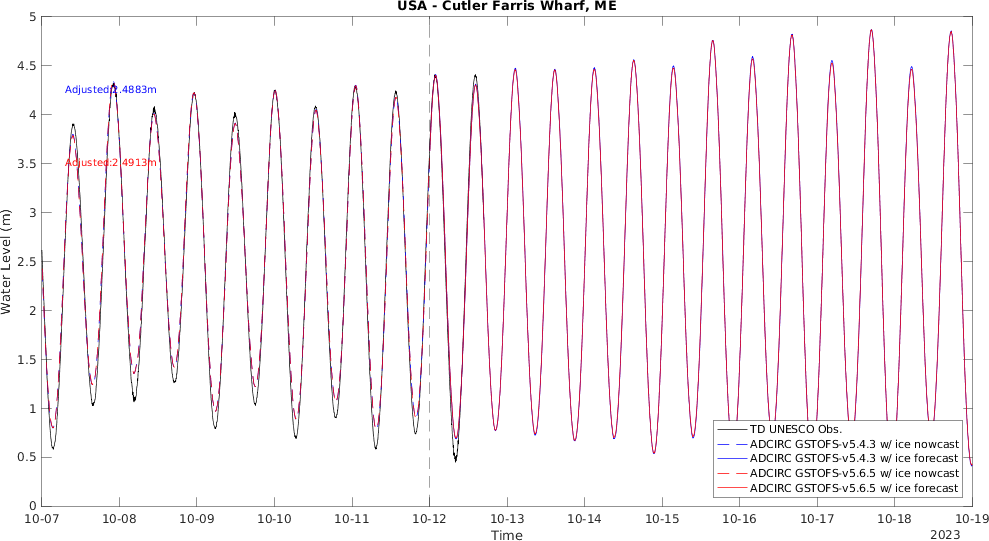 USA - Cutler Farris Wharf, ME
Water Level (m)
5
4.5
4
3.5
3
2.5
2
1.5
1
0.5
0
Adjusted:2.4883m
Adjusted:2.4913m
TD UNESCO Obs.
ADCIRC GSTOFS-v5.4.3 w/ ice nowcast
ADCIRC GSTOFS-v5.4.3 w/ ice forecast
ADCIRC GSTOFS-v5.6.5 w/ ice nowcast
ADCIRC GSTOFS-v5.6.5 w/ ice forecast
10-07 10-08 10-09 10-10 10-11 10-12 10-13 10-14 10-15 10-16 10-17 10-18 10-19
Time
2023